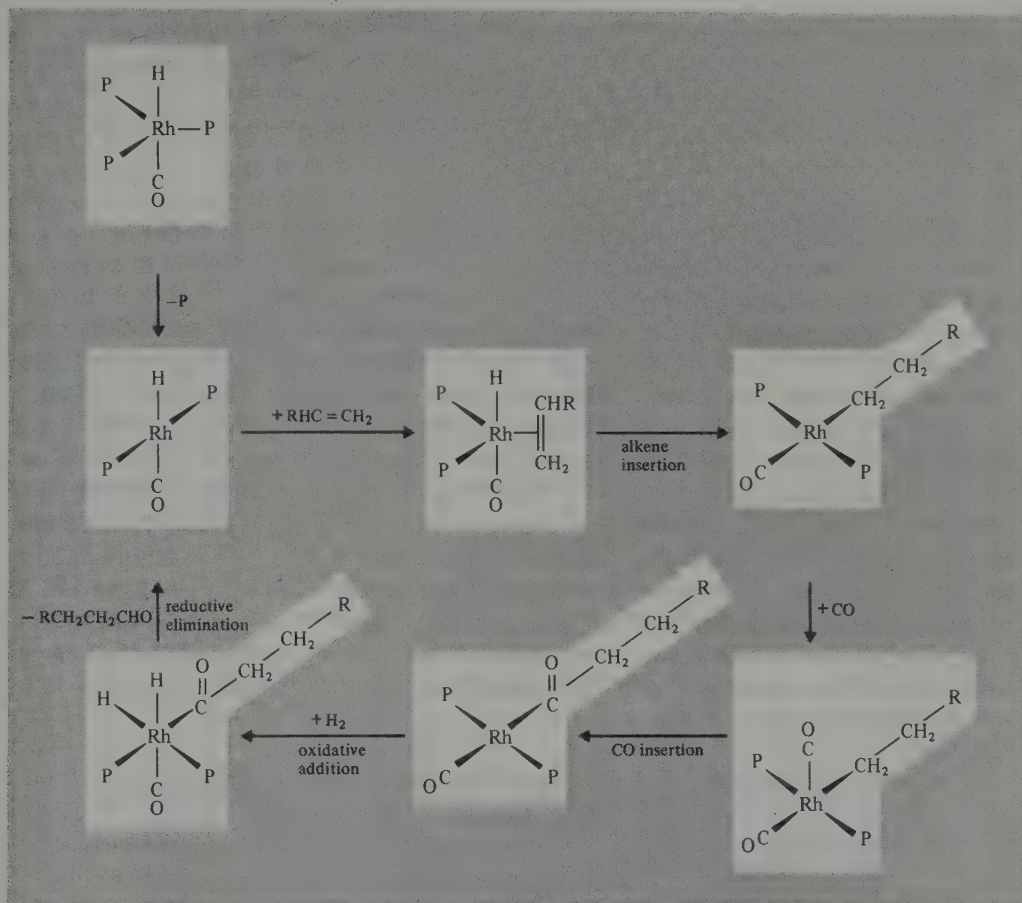 H
P
Rh—P
P
C
O
−P
H
P
Rh
P
C
O
+ RHC = CH₂
H
P CHR
Rh
P CH₂
C
O
alkene
insertion
R
CH₂
P CH₂
Rh
OC P
+ CO
R
O
C CH₂
P CH₂
Rh
OC P
CO insertion
R
CH₂
O CH₂
P C
Rh
OC P
+ H₂
oxidative
addition
R
CH₂
O CH₂
H H C
Rh
P P
C
O
− RCH₂CH₂CHO
reductive
elimination